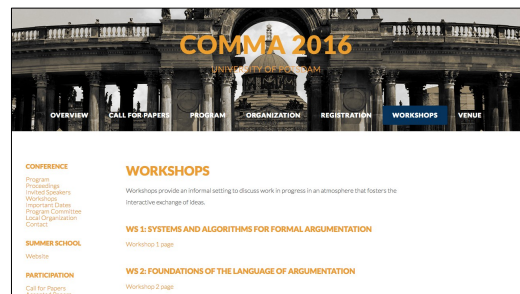 COMMA 2016
UNIVERSITY OF POTSDAM
OVERVIEW CALL FOR PAPERS PROGRAM ORGANIZATION REGISTRATION WORKSHOPS VENUE
CONFERENCE
Program
Proceedings
Invited Speakers
Workshops
Important Dates
Program Committee
Local Organisation
Contact
SUMMER SCHOOL
Website
PARTICIPATION
Call for Papers
WORKSHOPS
Workshops provide an informal setting to discuss work in progress in an atmosphere that fosters the
interactive exchange of ideas.
WS 1: SYSTEMS AND ALGORITHMS FOR FORMAL ARGUMENTATION
Workshop 1 page
WS 2: FOUNDATIONS OF THE LANGUAGE OF ARGUMENTATION
Workshop 2 page